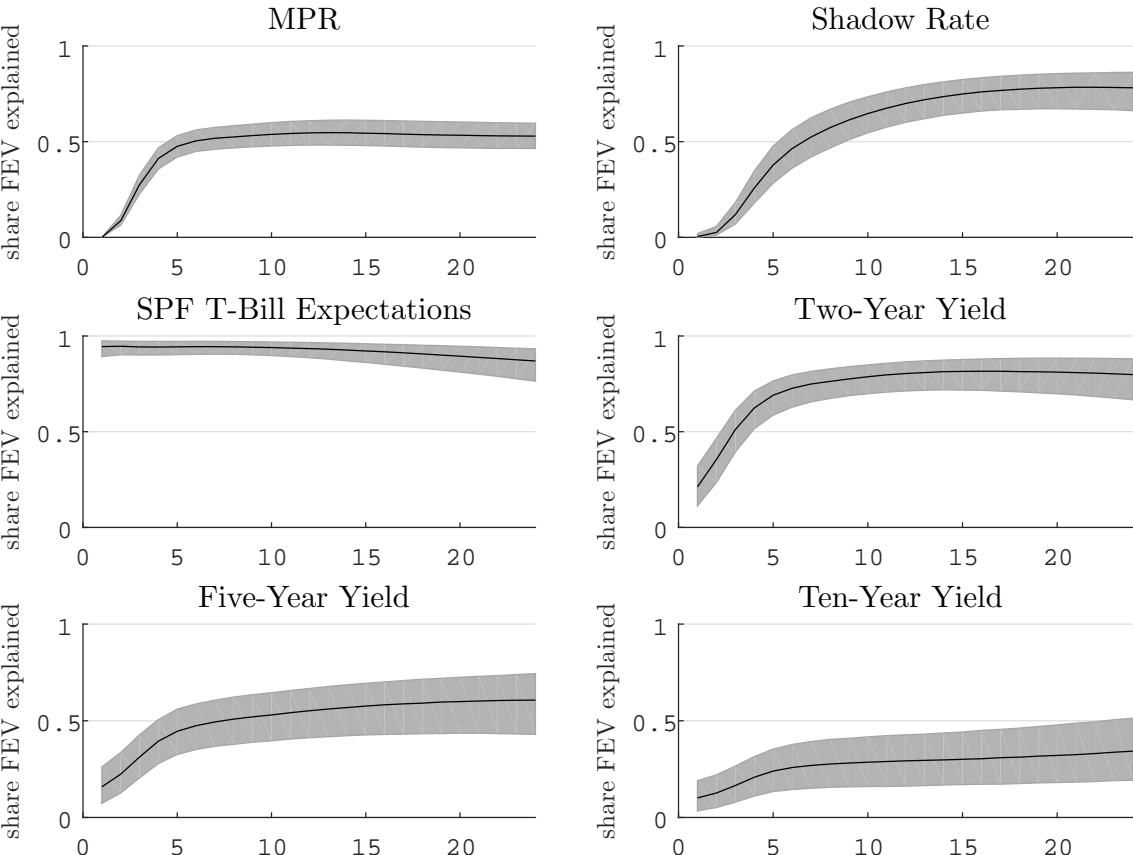 MPR
share FEV explained
1
0.5
0
0 5 10 15 20
Shadow Rate
share FEV explained
1
0.5
0
0 5 10 15 20
SPF T-Bill Expectations
share FEV explained
1
0.5
0
0 5 10 15 20
Two-Year Yield
share FEV explained
1
0.5
0
0 5 10 15 20
Five-Year Yield
share FEV explained
1
0.5
0
0 5 10 15 20
Ten-Year Yield
share FEV explained
1
0.5
0
0 5 10 15 20